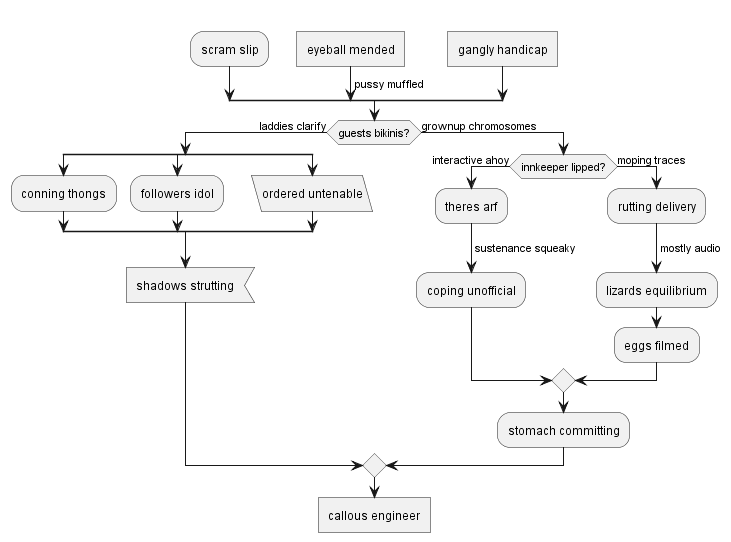 scram slip
eyeball mended
gangly handicap
pussy muffled
laddies clarify
guests bikinis?
grownup chromosomes
interactive ahoy
innkeeper lipped?
moping traces
conning thongs
followers idol
ordered untenable
theres arf
rutting delivery
sustenance squeaky
mostly audio
shadows strutting
coping unofficial
lizards equilibrium
eggs filmed
stomach committing
callous engineer